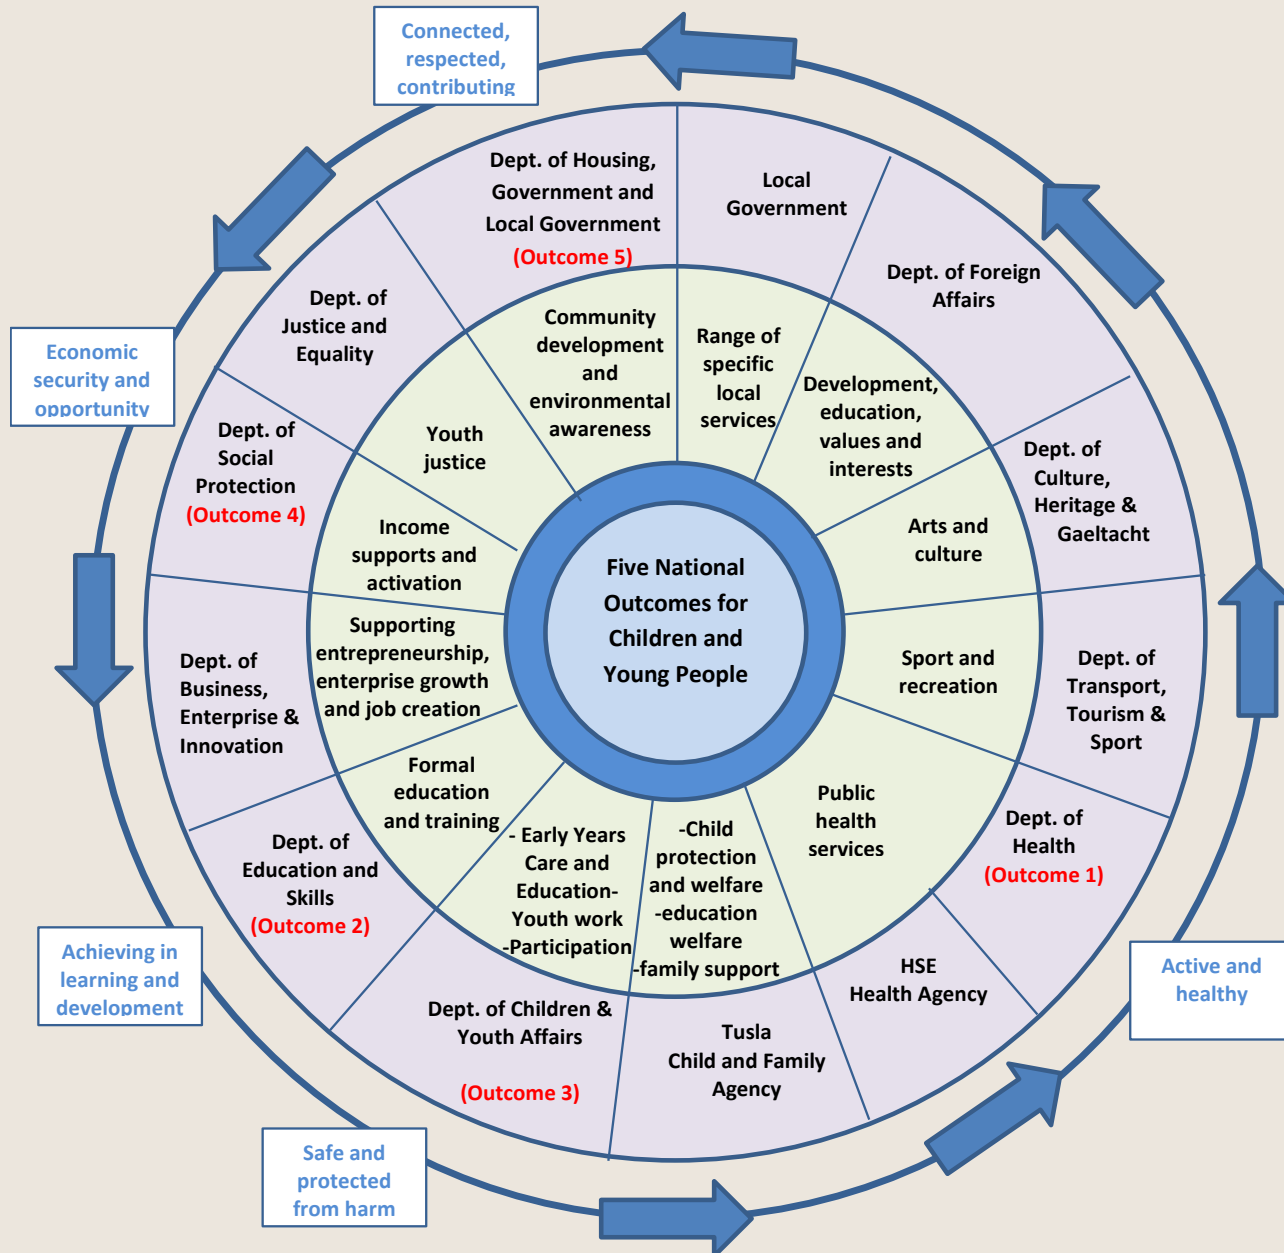 Connected,
respected,
contributing
Dept. of Housing,
Government and
Local Government
(Outcome 5)
Local
Government
Dept. of Foreign
Affairs
Dept. of
Culture,
Heritage &
Gaeltacht
Dept. of
Transport,
Tourism &
Sport
Dept. of
Health
(Outcome 1)
HSE
Health Agency
Tusla
Child and Family
Agency
Dept. of Children &
Youth Affairs
(Outcome 3)
Dept. of
Education and
Skills
(Outcome 2)
Dept. of
Business,
Enterprise &
Innovation
Dept. of
Social
Protection
(Outcome 4)
Dept. of
Justice and
Equality
Community
development
and
environmental
awareness
Range of
specific
local
services
Development,
education,
values and
interests
Arts and
culture
Sport and
recreation
Public
health
services
-Child
protection
and welfare
-education
welfare
-family support
- Early Years
Care and
Education-
Youth work
-Participation
Formal
education
and training
Supporting
entrepreneurship,
enterprise growth
and job creation
Income
supports and
activation
Youth
justice
Five National
Outcomes for
Children and
Young People
Economic
security and
opportunity
Achieving in
learning and
development
Safe and
protected
from harm
Active and
healthy